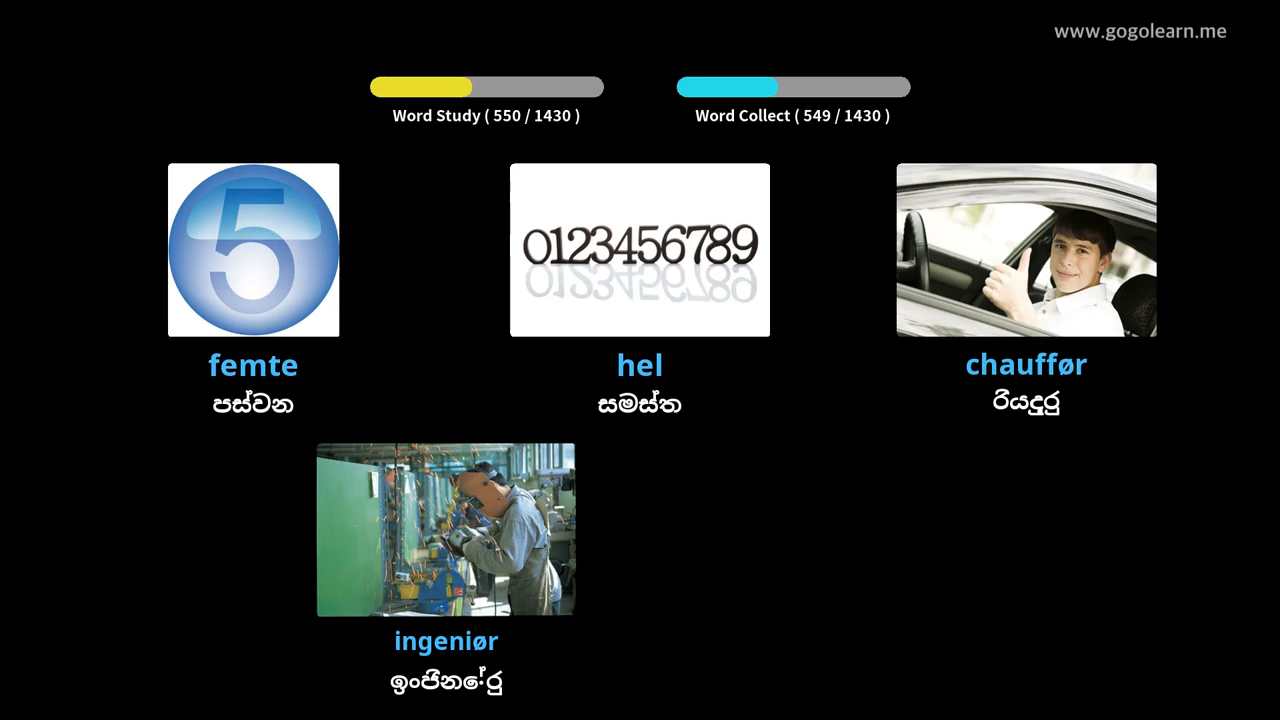 www.gogolearn.me
Word Study ( 550 / 1430 )
Word Collect ( 549 / 1430 )
5
0123456789
femte
hel
chauffør
පස්වන
සමස්ත
රියදුරු
ingeniør
ඉංජිනේරු